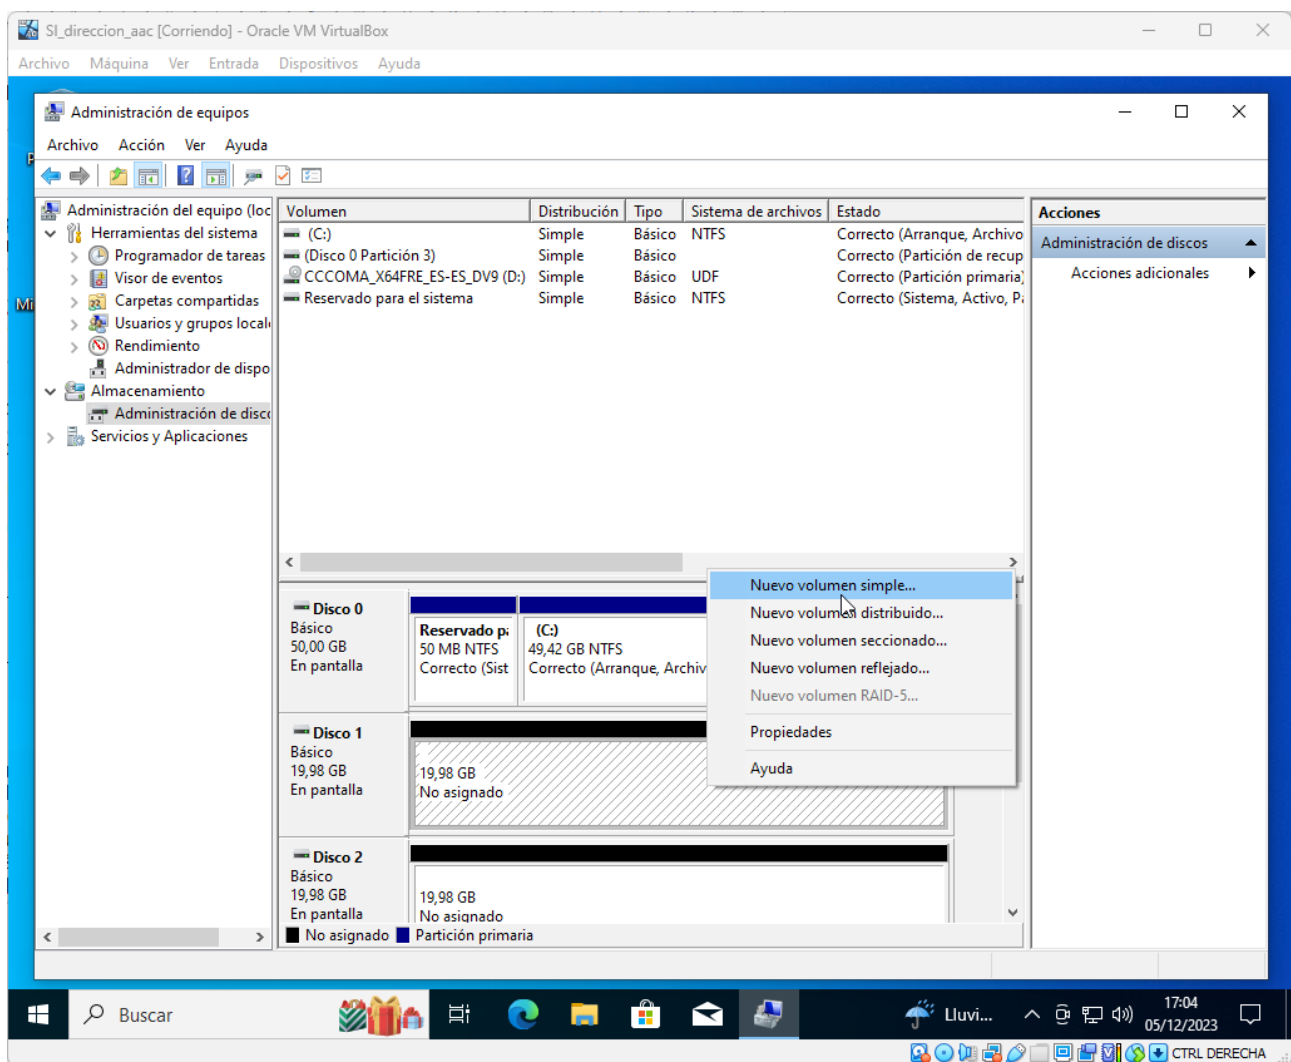 SI_direccion_aac [Corriendo] - Oracle VM VirtualBox
Archivo Máquina Ver Entrada Dispositivos Ayuda
Administración de equipos
Archivo Acción Ver Ayuda
Administración del equipo (loc
Herramientas del sistema
Programador de tareas
Visor de eventos
Carpetas compartidas
Usuarios y grupos local
Rendimiento
Administrador de dispo
Almacenamiento
Administración de disc
Servicios y Aplicaciones
Volumen Distribución Tipo Sistema de archivos Estado
(C:) Simple Básico NTFS Correcto (Arranque, Archivo
(Disco 0 Partición 3) Simple Básico Correcto (Partición de recup
CCCOMA_X64FRE_ES-ES_DV9 (D:) Simple Básico UDF Correcto (Partición primaria)
Reservado para el sistema Simple Básico NTFS Correcto (Sistema, Activo, Pa
Acciones
Administración de discos
Acciones adicionales
Nuevo volumen simple...
Nuevo volumen distribuido...
Nuevo volumen seccionado...
Nuevo volumen reflejado...
Nuevo volumen RAID-5...
Propiedades
Ayuda
Disco 0
Básico
50,00 GB
En pantalla
Reservado pa
50 MB NTFS
Correcto (Sist
(C:)
49,42 GB NTFS
Correcto (Arranque, Archiv
Disco 1
Básico
19,98 GB
En pantalla
19,98 GB
No asignado
Disco 2
Básico
19,98 GB
En pantalla
19,98 GB
No asignado
No asignado Partición primaria
Buscar
Lluvi...
17:04
05/12/2023
CTRL DERECHA